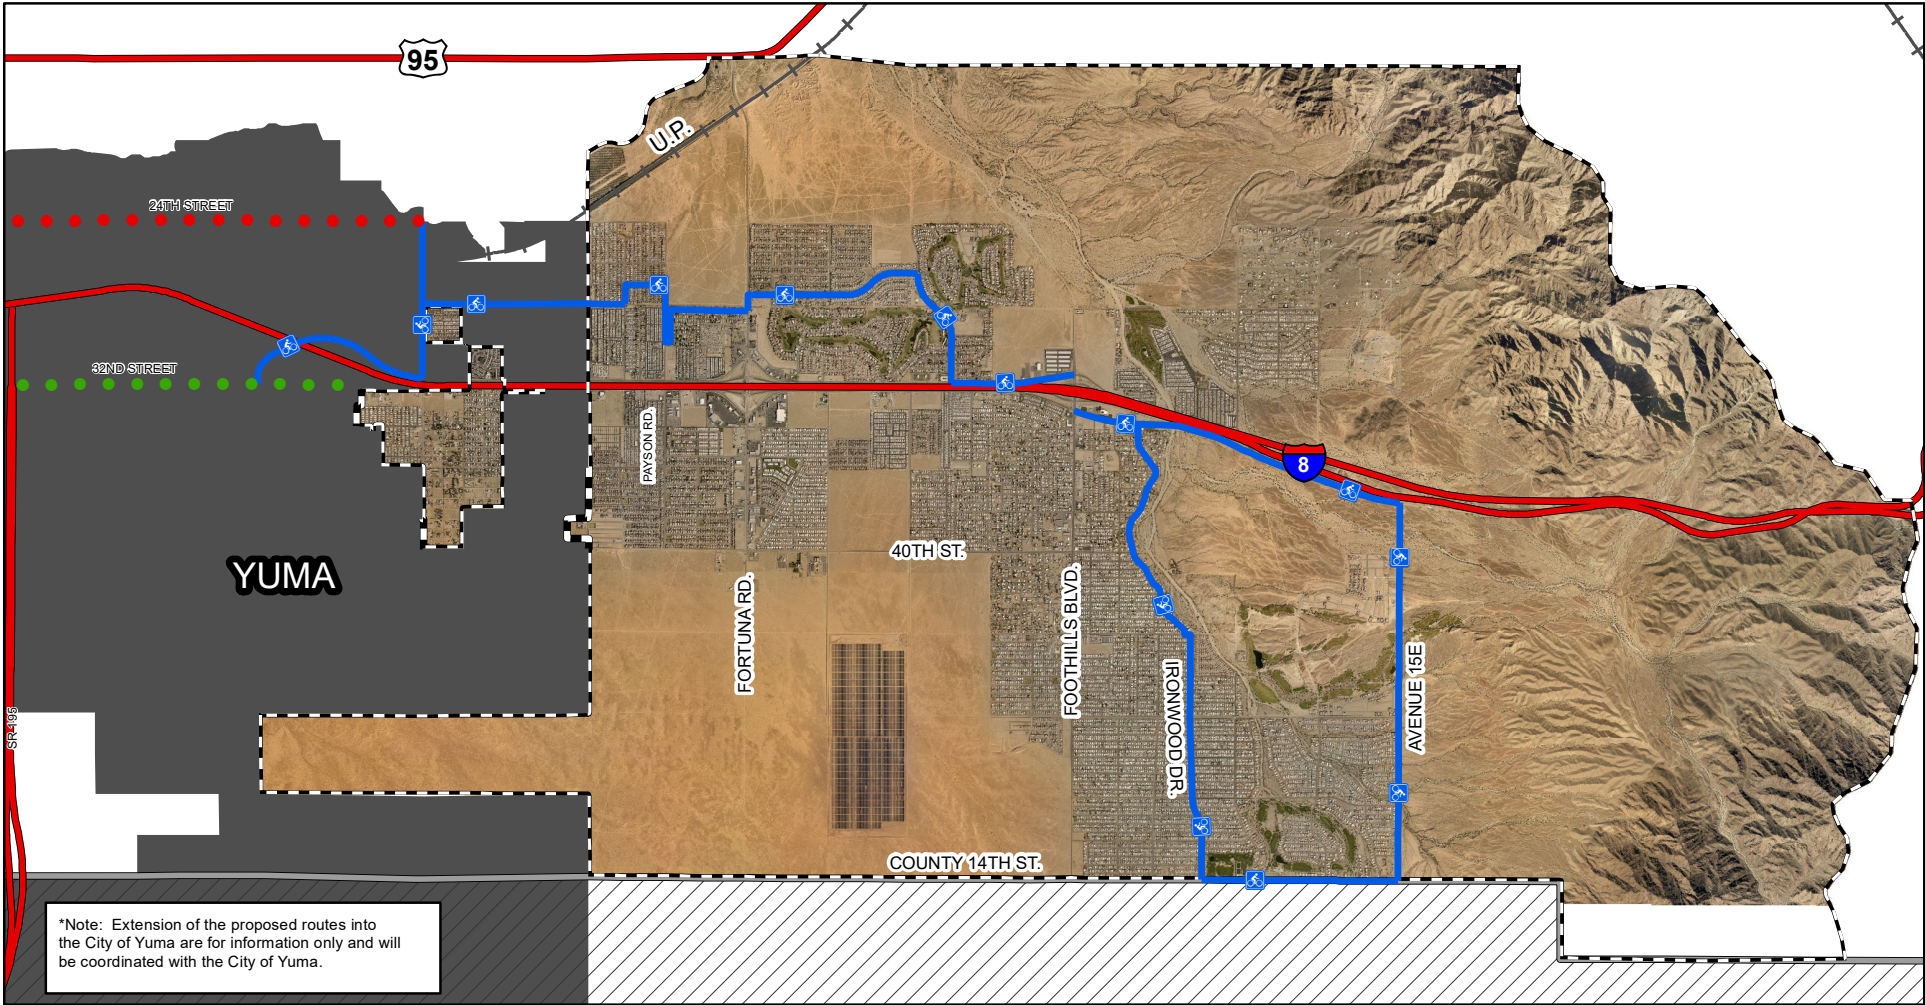 95
U.P.
24TH STREET
32ND STREET
PAYSON RD.
8
40TH ST.
YUMA
FORTUNA RD.
FOOTHILLS BLVD.
IRONWOOD DR.
AVENUE 15E
SR-195
COUNTY 14TH ST.
*Note:  Extension of the proposed routes into
the City of Yuma are for information only and will
be coordinated with the City of Yuma.